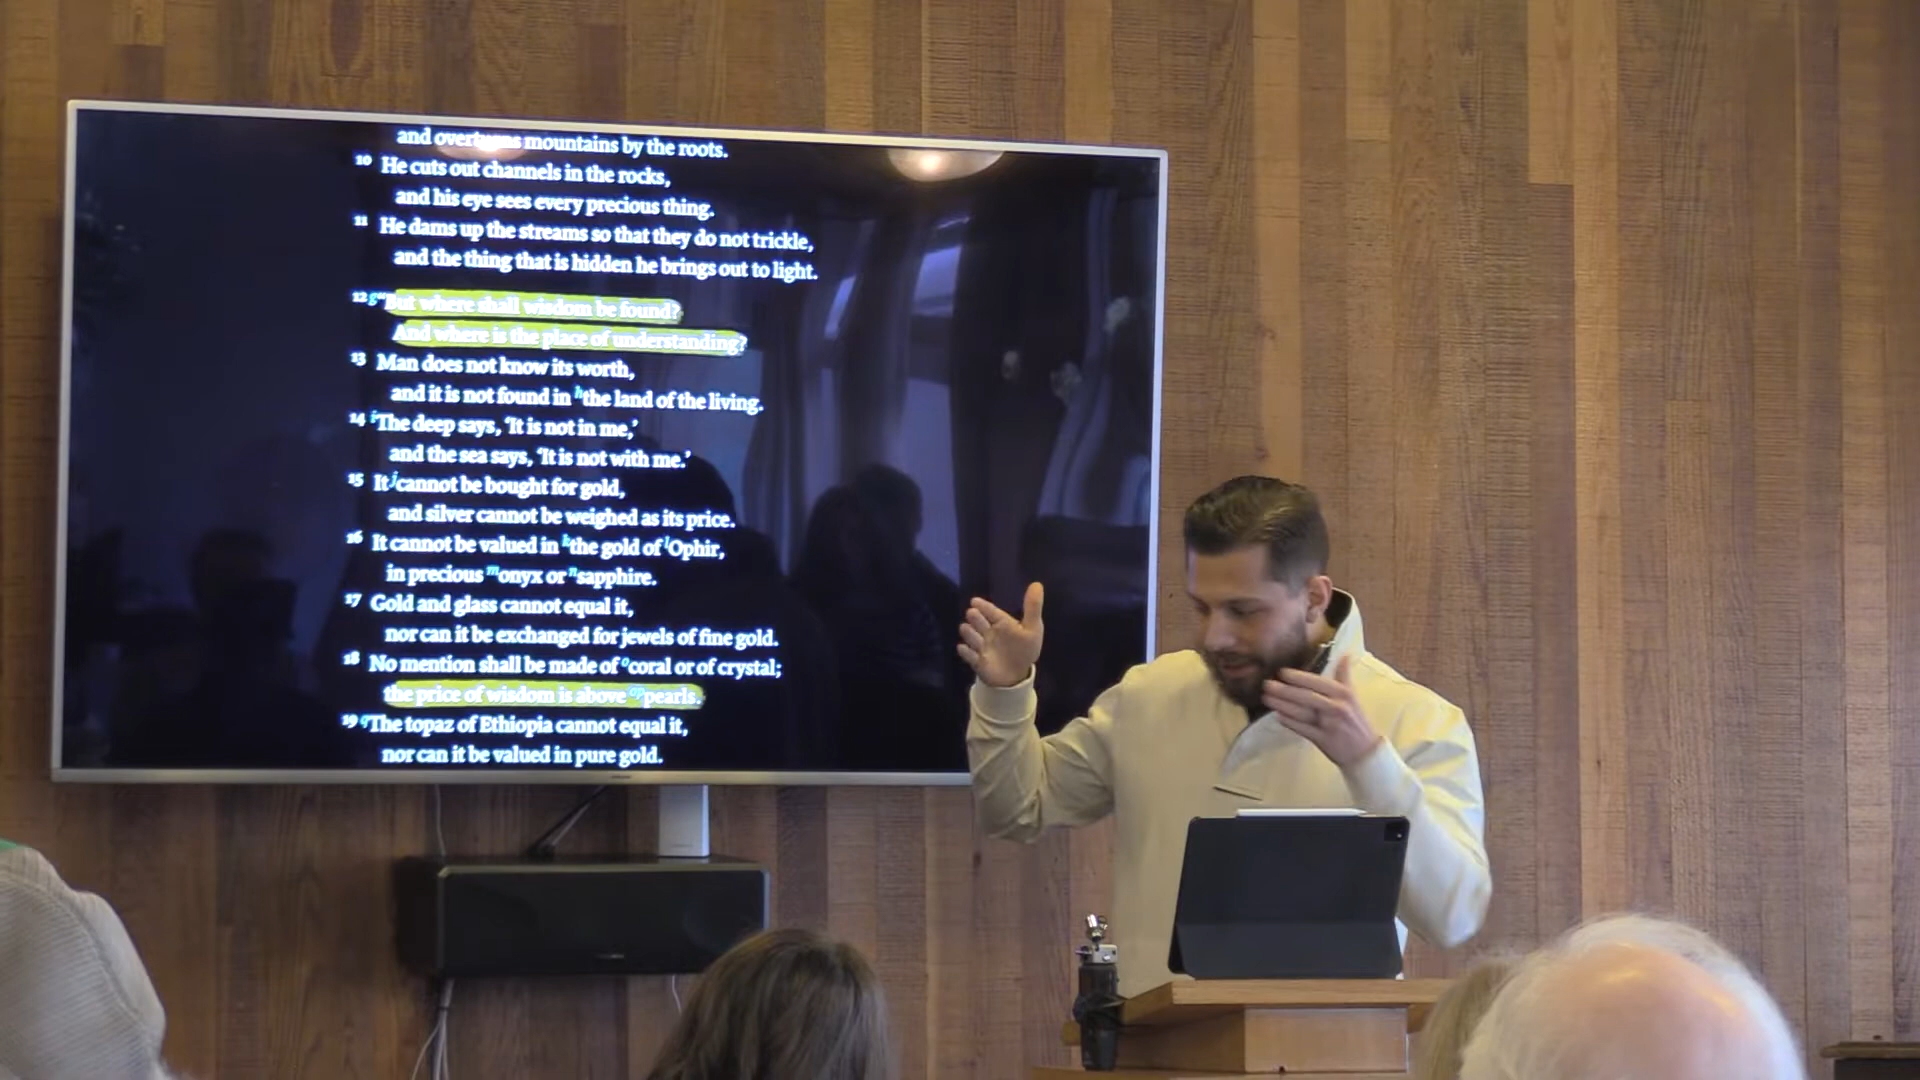 and overturns mountains by the roots.
10 He cuts out channels in the rocks,
and his eye sees every precious thing.
11 He dams up the streams so that they do not trickle,
and the thing that is hidden he brings out to light.
12 g “But where shall wisdom be found?
And where is the place of understanding?
13 Man does not know its worth,
and it is not found in h the land of the living.
14 i The deep says, ‘It is not in me,’
and the sea says, ‘It is not with me.’
15 It j cannot be bought for gold,
and silver cannot be weighed as its price.
16 It cannot be valued in k the gold of l Ophir,
in precious m onyx or n sapphire.
17 Gold and glass cannot equal it,
nor can it be exchanged for jewels of fine gold.
18 No mention shall be made of o coral or of crystal;
the price of wisdom is above op pearls.
19 q The topaz of Ethiopia cannot equal it,
nor can it be valued in pure gold.